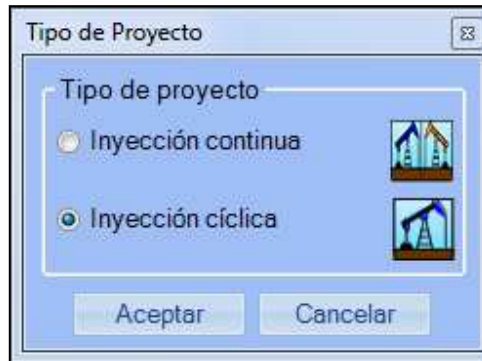 Tipo de Proyecto
Tipo de proyecto
Inyección continua
Inyección cíclica
Aceptar
Cancelar